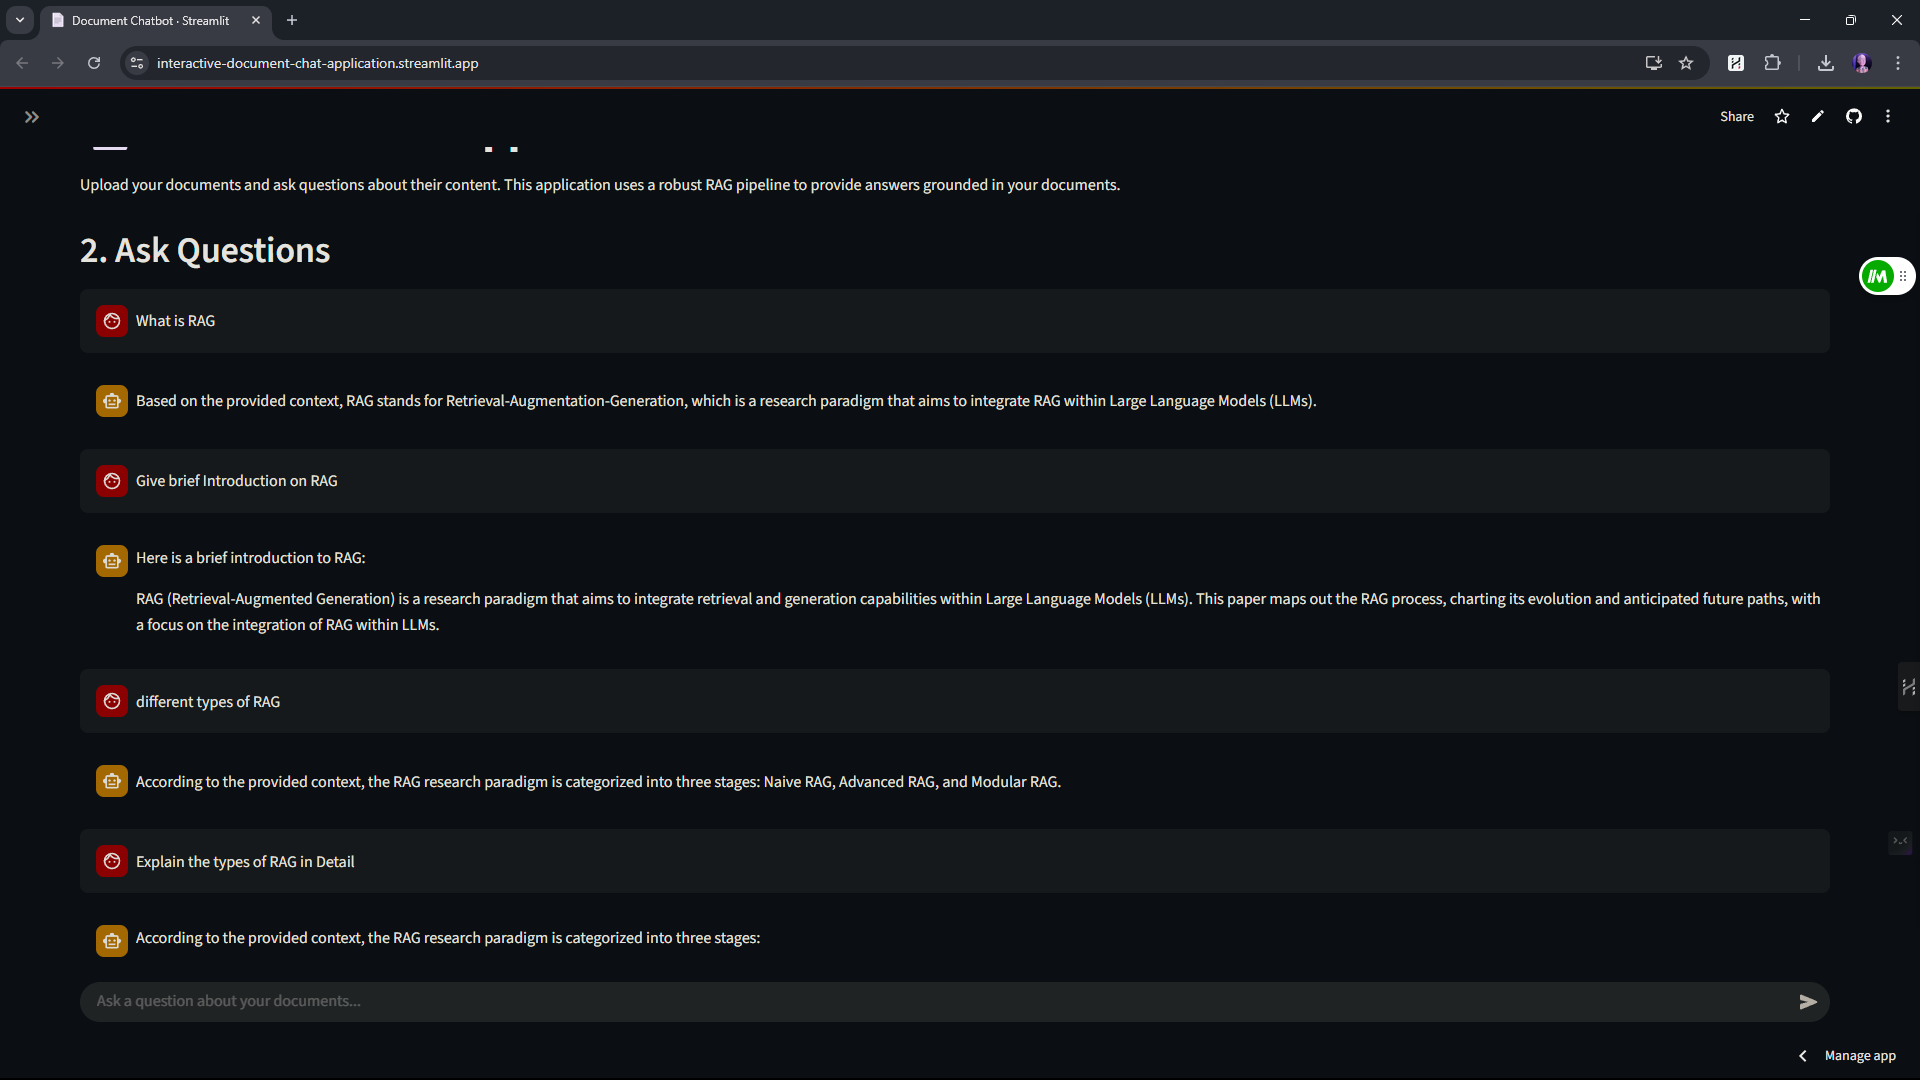 Document Chatbot · Streamlit
interactive-document-chat-application.streamlit.app
Share
Upload your documents and ask questions about their content. This application uses a robust RAG pipeline to provide answers grounded in your documents.
2. Ask Questions
What is RAG
Based on the provided context, RAG stands for Retrieval-Augmentation-Generation, which is a research paradigm that aims to integrate RAG within Large Language Models (LLMs).
Give brief Introduction on RAG
Here is a brief introduction to RAG:
RAG (Retrieval-Augmented Generation) is a research paradigm that aims to integrate retrieval and generation capabilities within Large Language Models (LLMs). This paper maps out the RAG process, charting its evolution and anticipated future paths, with
a focus on the integration of RAG within LLMs.
different types of RAG
According to the provided context, the RAG research paradigm is categorized into three stages: Naive RAG, Advanced RAG, and Modular RAG.
Explain the types of RAG in Detail
According to the provided context, the RAG research paradigm is categorized into three stages:
Ask a question about your documents...
Manage app